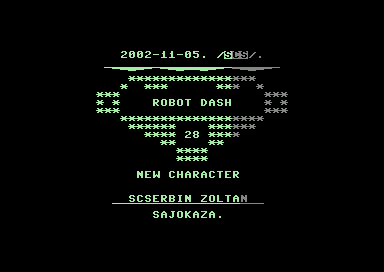 2002-11-05. /SCS/.
ROBOT DASH
28
NEW CHARACTER
SCSERBIN ZOLTAN
SAJOKAZA.